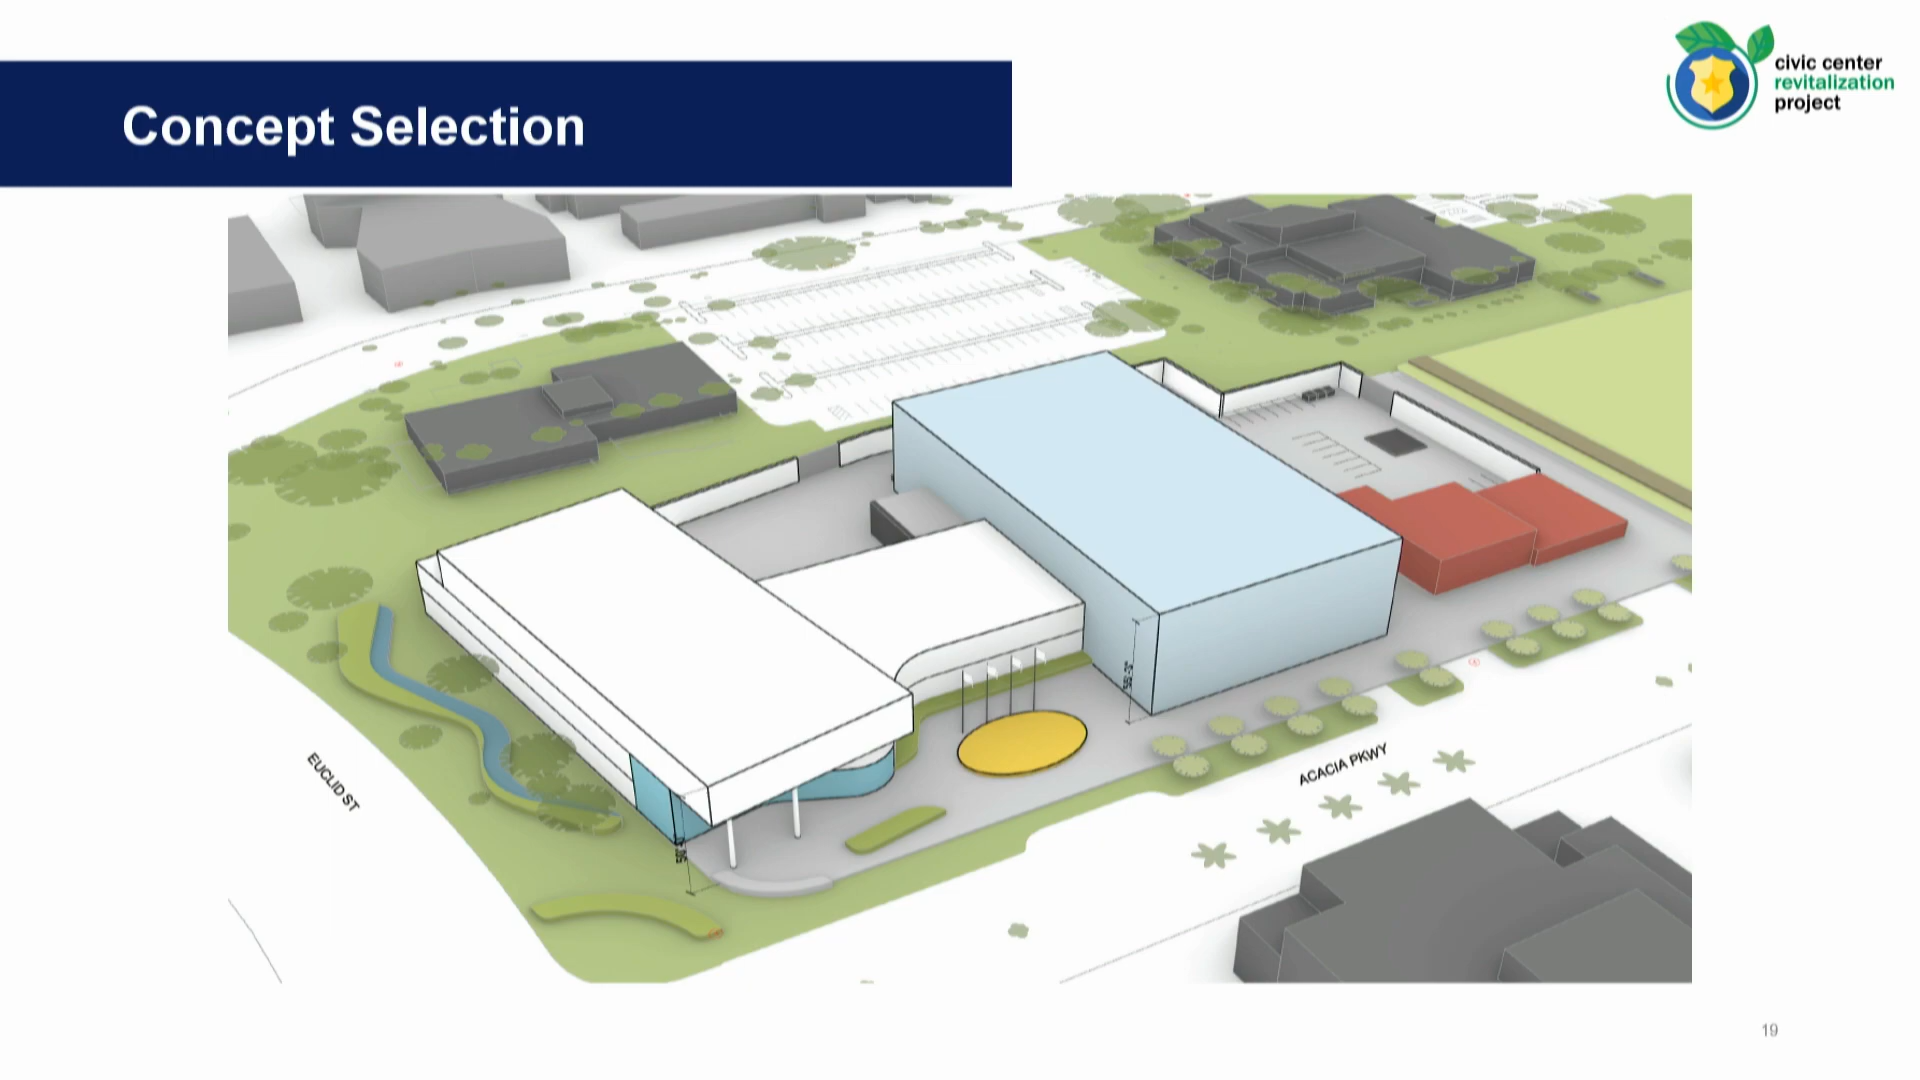 Concept Selection
civic center
revitalization
project
EUCLID ST
ACACIA PKWY
19